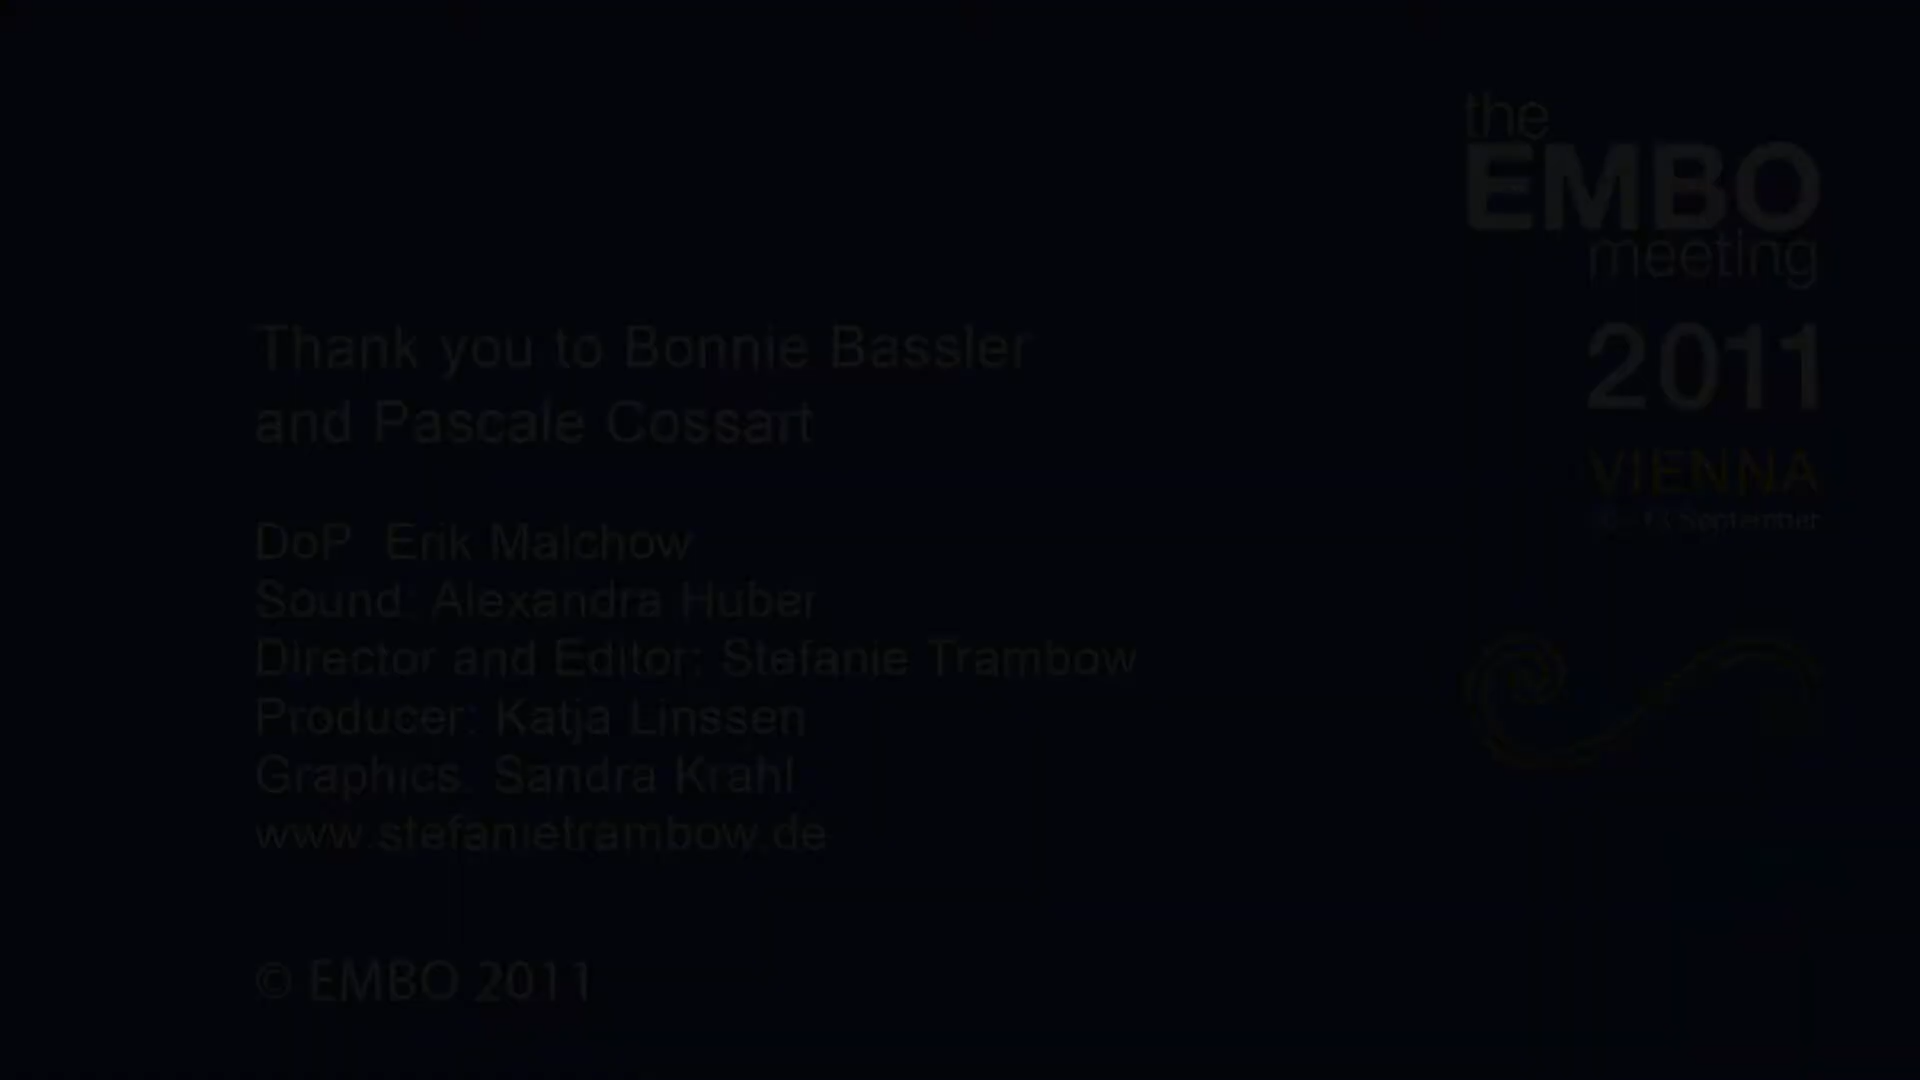 the
EMBO
meeting
2011
VIENNA
September
Thank you to Bonnie Bassler
and Pascale Cossart
DoP: Erik Malchow
Sound: Alexandra Huber
Director and Editor: Stefanie Trambow
Producer: Katja Linssen
Graphics: Sandra Krahl
www.stefanietrambow.de
© EMBO 2011